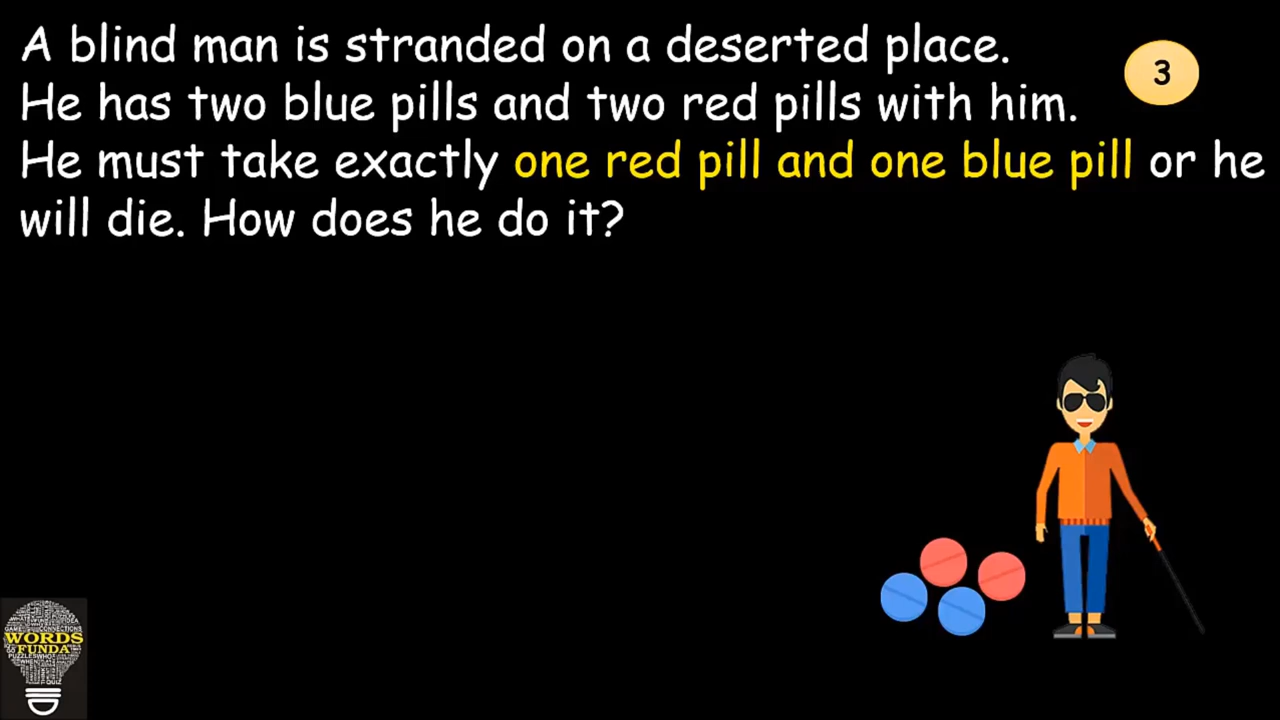 A blind man is stranded on a deserted place.
3
He has two blue pills and two red pills with him.
He must take exactly one red pill and one blue pill or he
will die. How does he do it?
WORDS
FUNDA